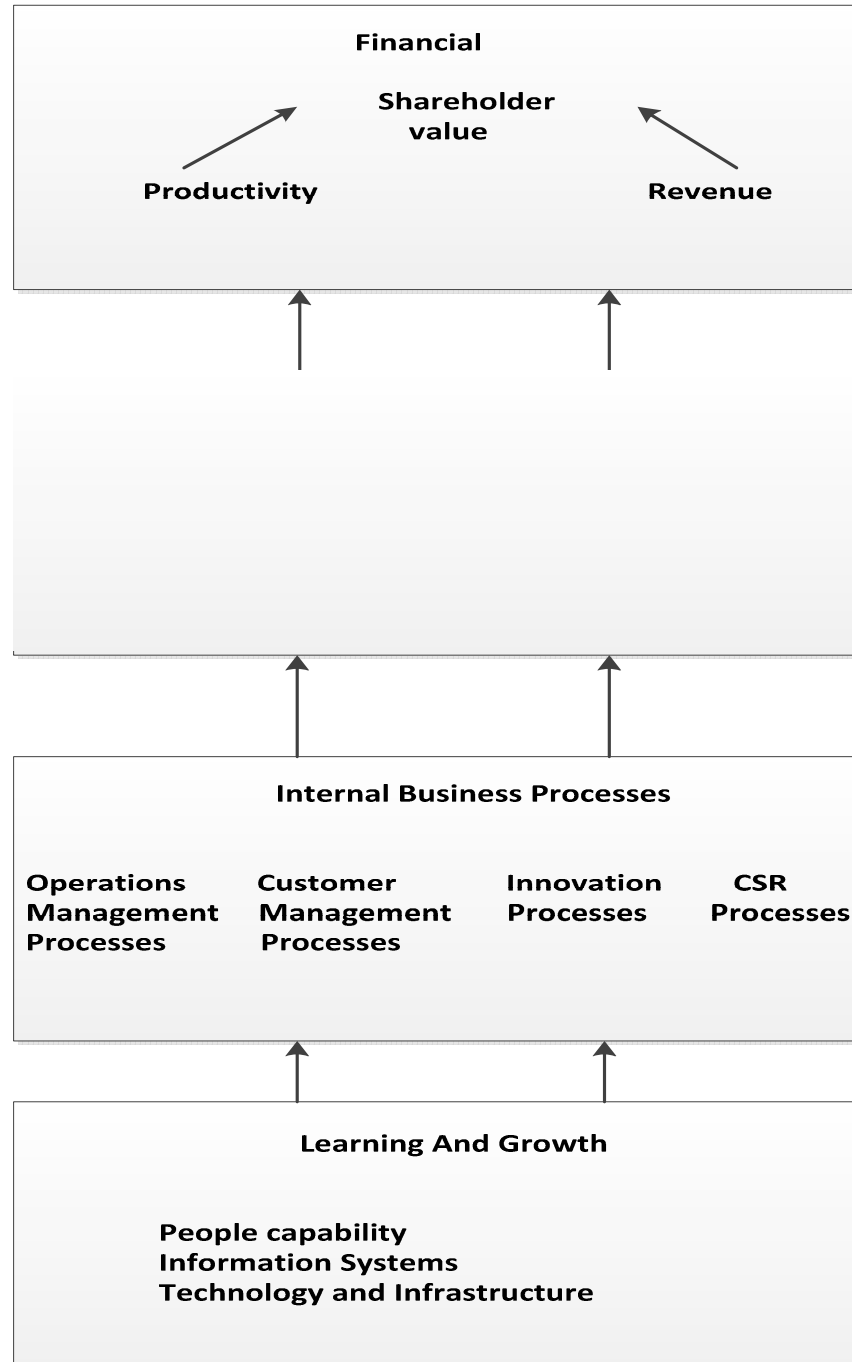 Financial
Shareholder
value
Productivity
Revenue
Internal Business Processes
Operations
Management
Processes
Customer
Management
Processes
Innovation
Processes
CSR
Processes
Learning And Growth
People capability
Information Systems
Technology and Infrastructure